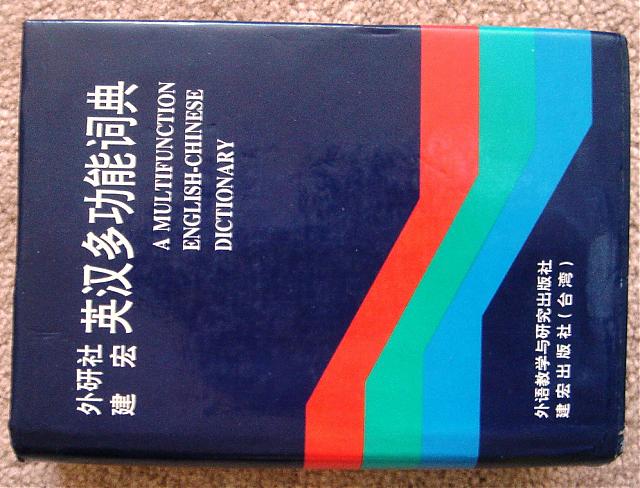 外研社
建 宏
英汉多功能词典
A MULTIFUNCTION
ENGLISH-CHINESE
DICTIONARY
外语教学与研究出版社
建宏出版社(台湾)